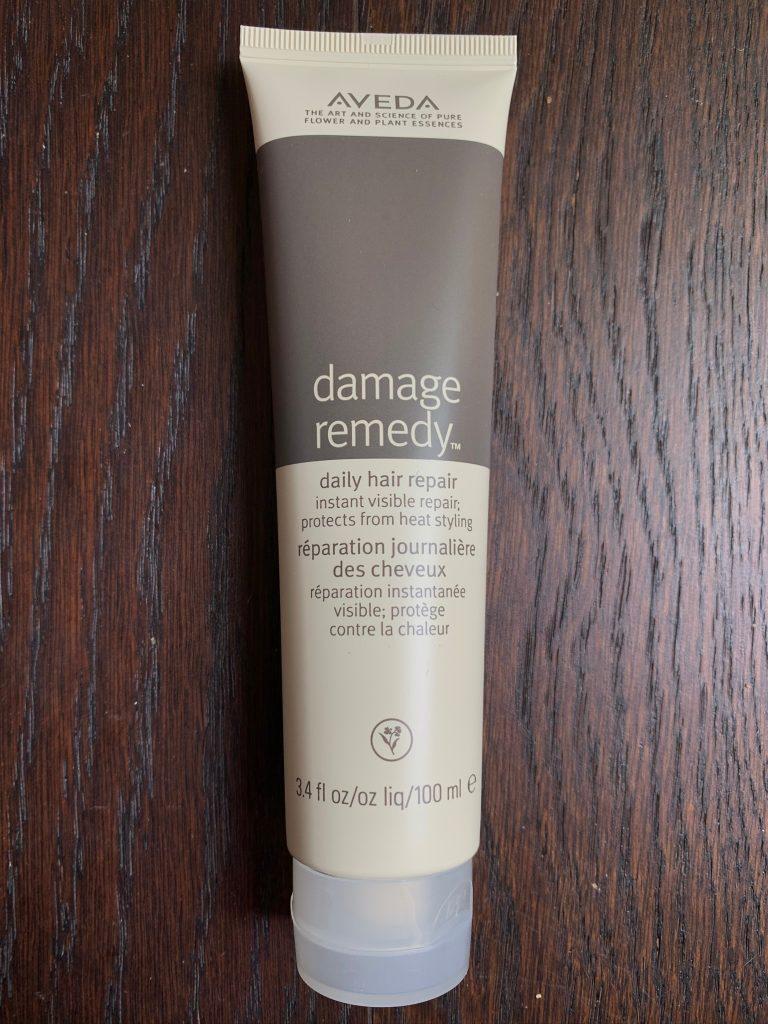 AVEDA
THE ART AND SCIENCE OF PURE
FLOWER AND PLANT ESSENCES
damage
remedy™
daily hair repair
instant visible repair;
protects from heat styling
réparation journalière
des cheveux
réparation instantanée
visible; protège
contre la chaleur
3.4 fl oz/oz liq/100 ml ℮